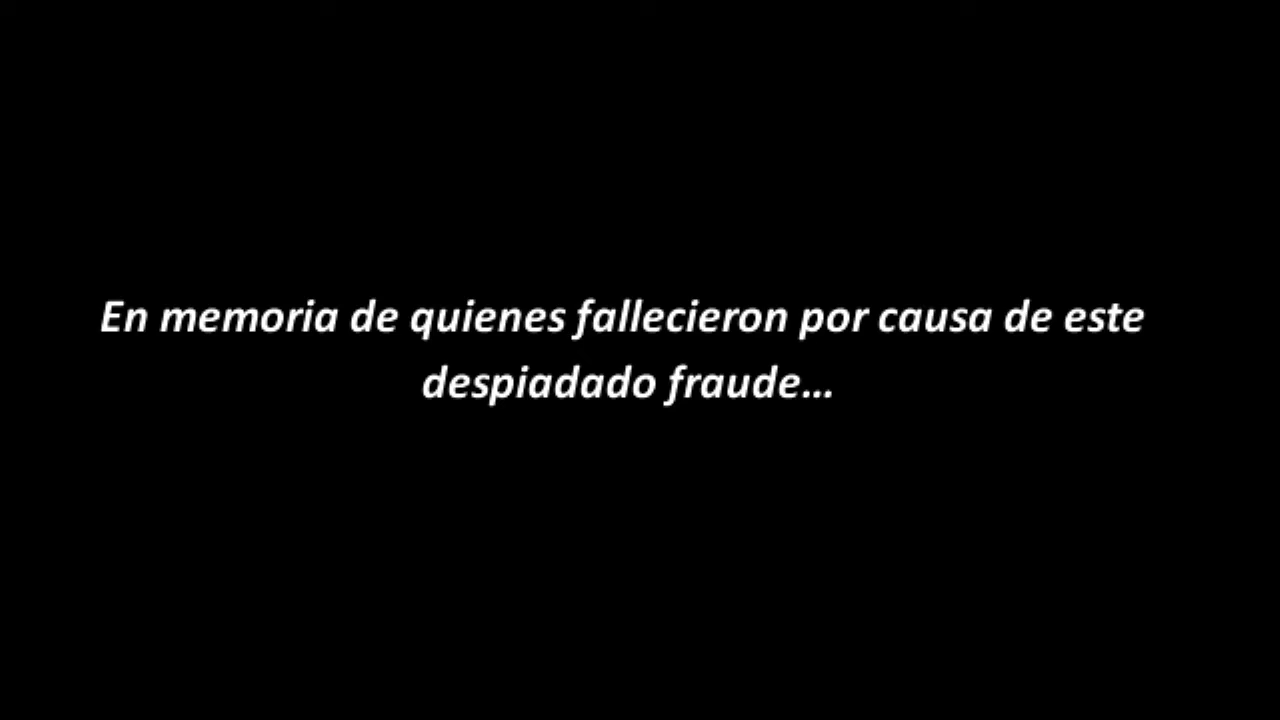 En memoria de quienes fallecieron por causa de este
despiadado fraude...